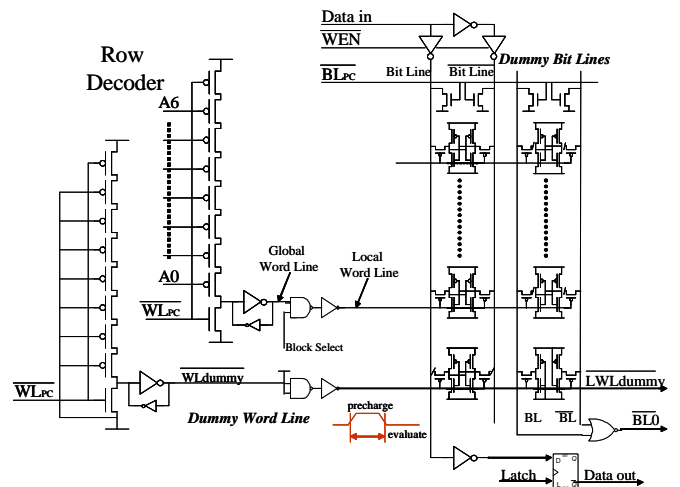 Data in
WEN
Dummy Bit Lines
Row
Decoder
BLPC
Bit Line
Bit Line
A6
Global
Word Line
Local
Word Line
A0
WLPC
Block Select
WLdummy
LWLdummy
WLPC
Dummy Word Line
precharge
evaluate
BL
BL
BL0
D
Q
Latch
Data out